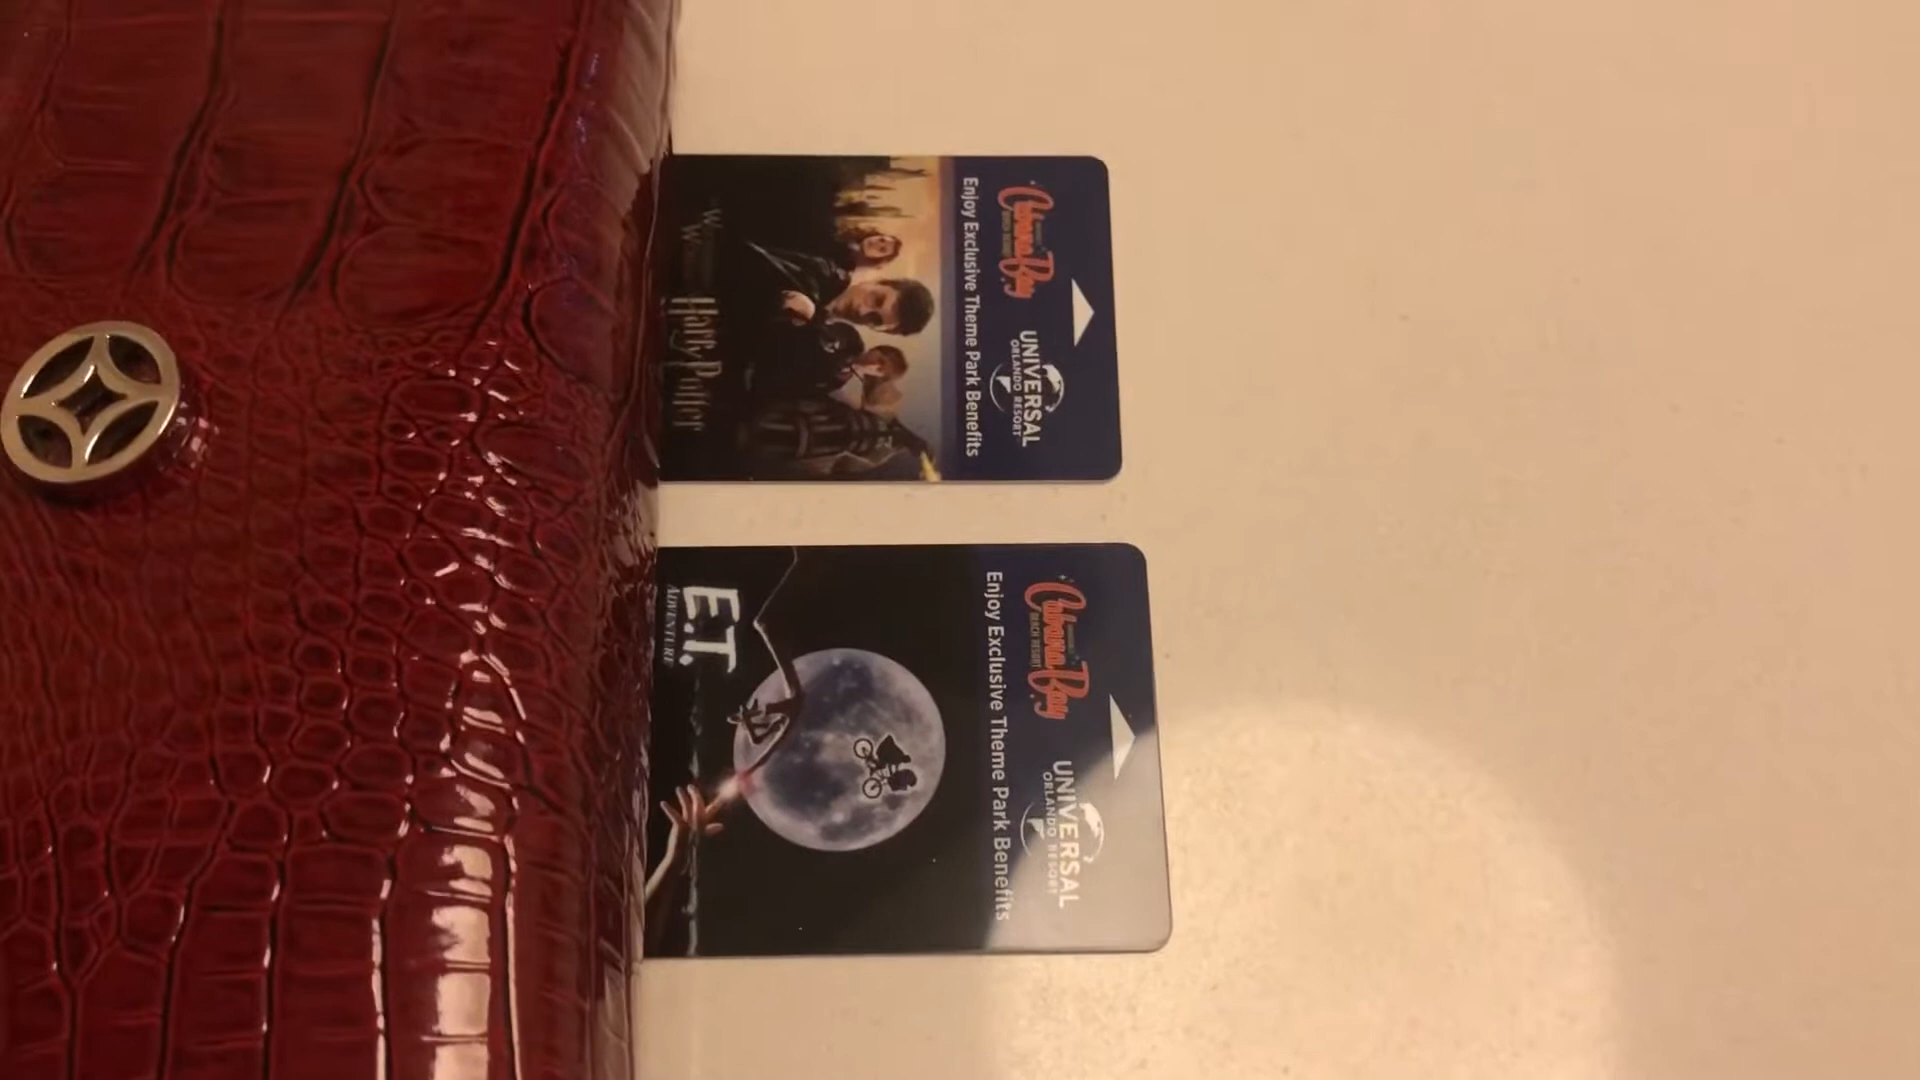 Cabana Bay
BEACH RESORT
UNIVERSAL
ORLANDO RESORT
Enjoy Exclusive Theme Park Benefits
Harry Potter
Cabana Bay
BEACH RESORT
UNIVERSAL
ORLANDO RESORT
Enjoy Exclusive Theme Park Benefits
E.T.
ADVENTURE